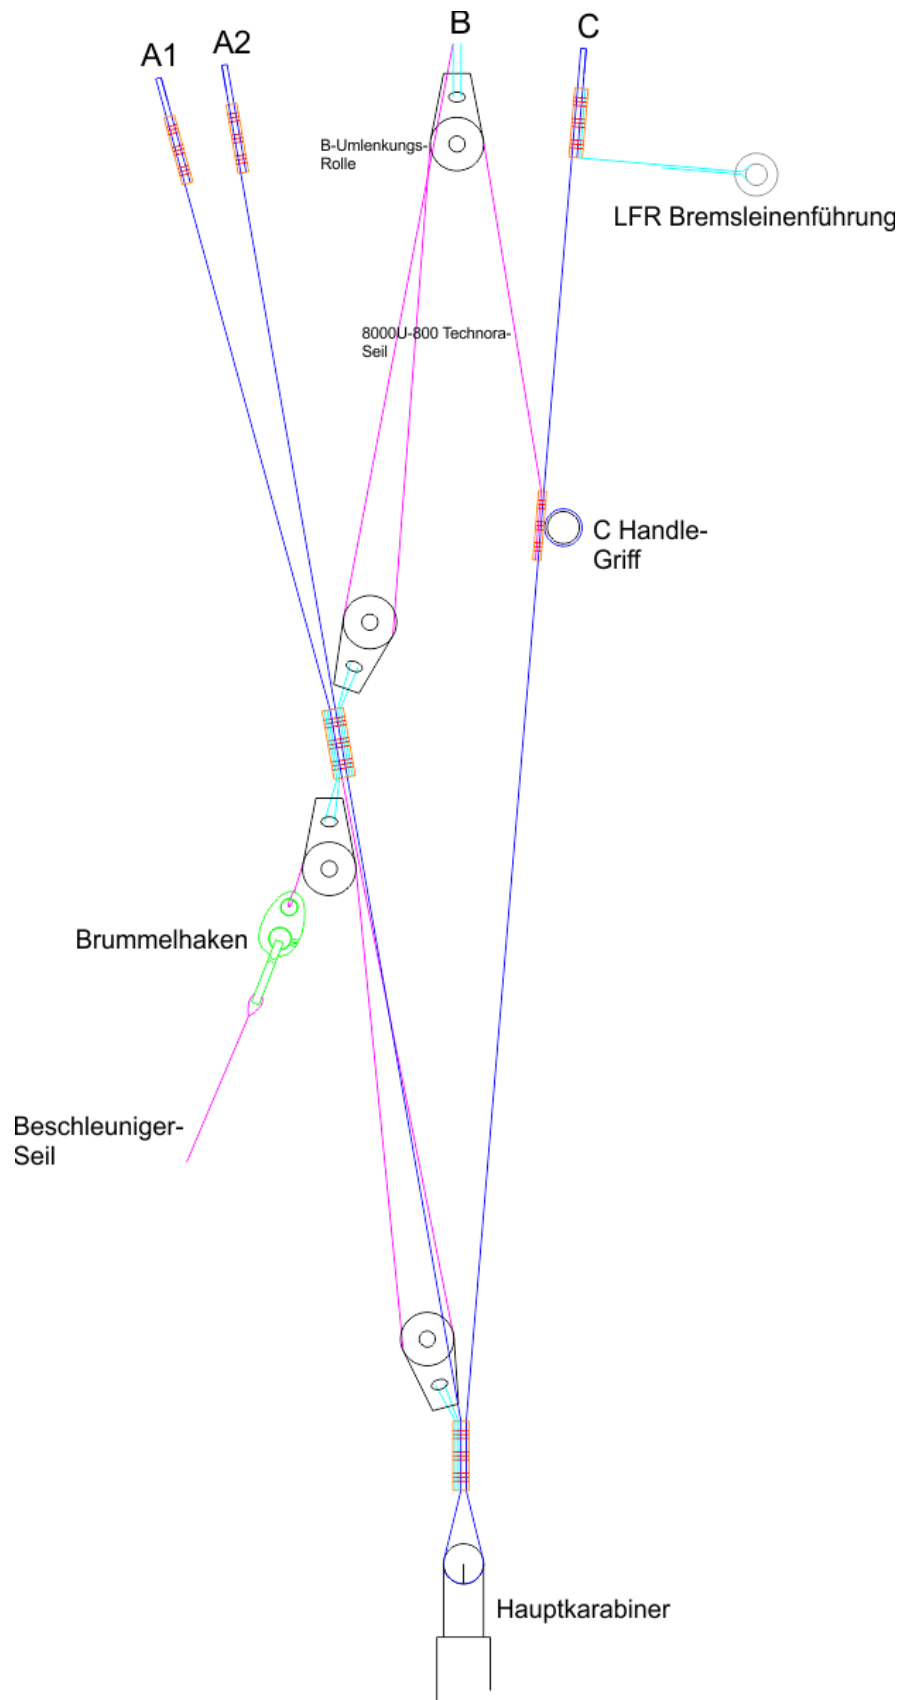 A1
A2
B
C
B-Umlenkungs-
Rolle
LFR Bremsleinenführung
8000U-800 Technora-
Seil
C Handle-
Griff
Brummelhaken
Beschleuniger-
Seil
Hauptkarabiner